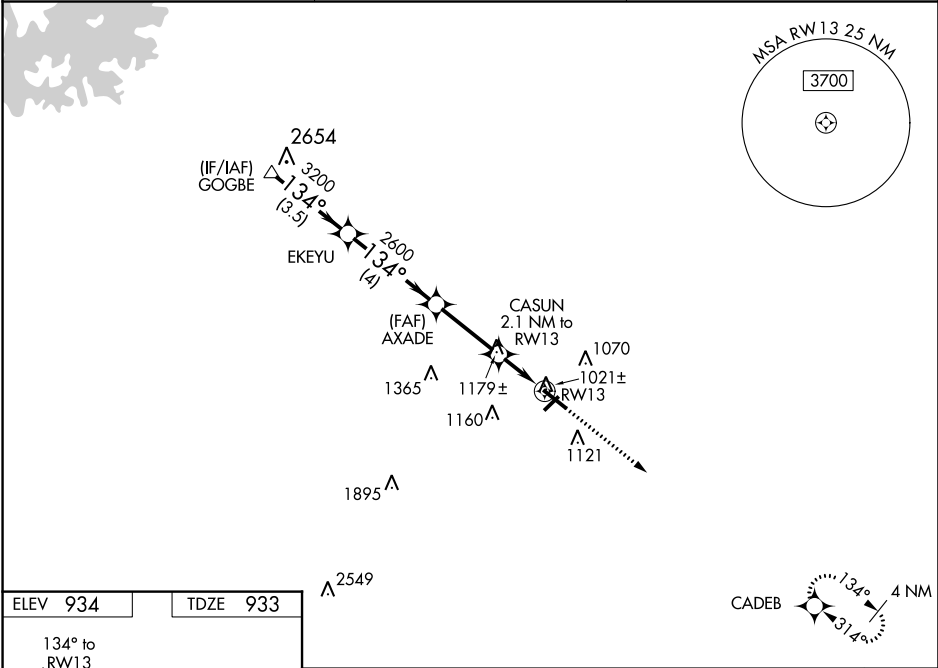 MSA RW13 25 NM
3700
2654
(IF/IAF)
GOGBE
3200
134°
(3.5)
EKEYU
2600
134°
(4)
(FAF)
AXADE
CASUN
2.1 NM to
RW13
1070
1365
1179±
1021±
RW13
1160
1121
1895
2549
CADEB
134°
314°
4 NM
ELEV 934
TDZE 933
134° to
RW13